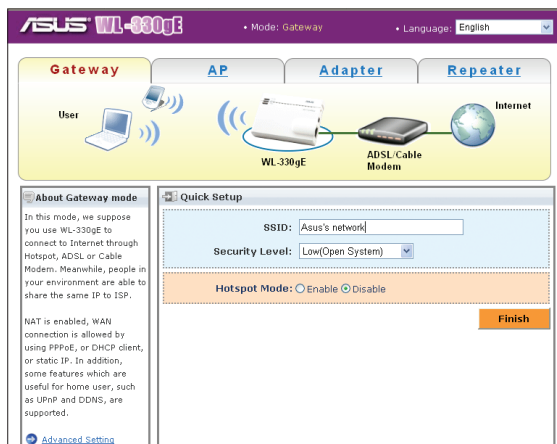 ASUS WL-330gE
• Mode: Gateway
• Language: English
Gateway
AP
Adapter
Repeater
User
WL-330gE
ADSL/Cable
Modem
Internet
About Gateway mode
In this mode, we suppose
you use WL-330gE to
connect to Internet through
Hotspot, ADSL or Cable
Modem. Meanwhile, people in
your environment are able to
share the same IP to ISP.
NAT is enabled, WAN
connection is allowed by
using PPPoE, or DHCP client,
or static IP. In addition,
some features which are
useful for home user, such
as UPnP and DDNS, are
supported.
Advanced Setting
Quick Setup
SSID: Asus's network
Security Level: Low(Open System)
Hotspot Mode: Enable Disable
Finish